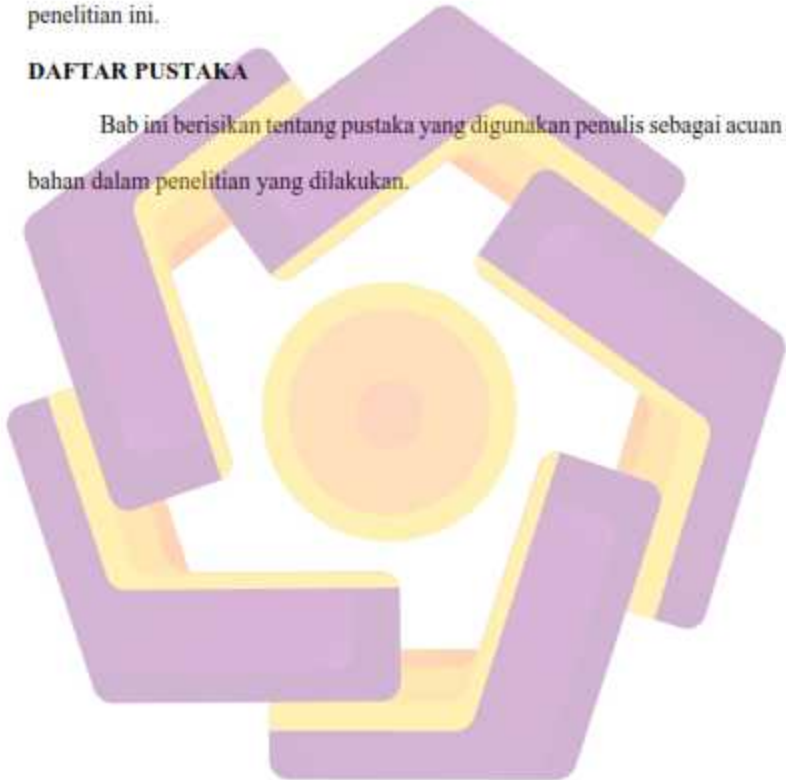 penelitian ini.
DAFTAR PUSTAKA
Bab ini berisikan tentang pustaka yang digunakan penulis sebagai acuan
bahan dalam penelitian yang dilakukan.